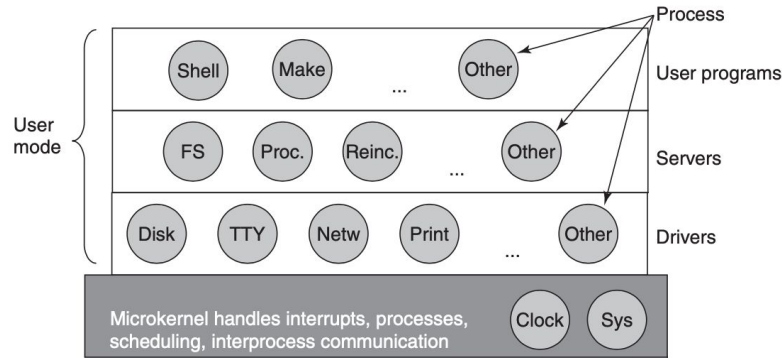 Process
Shell
Make
...
Other
User programs
User
mode
FS
Proc.
Reinc.
...
Other
Servers
Disk
TTY
Netw
Print
...
Other
Drivers
Microkernel handles interrupts, processes,
scheduling, interprocess communication
Clock
Sys